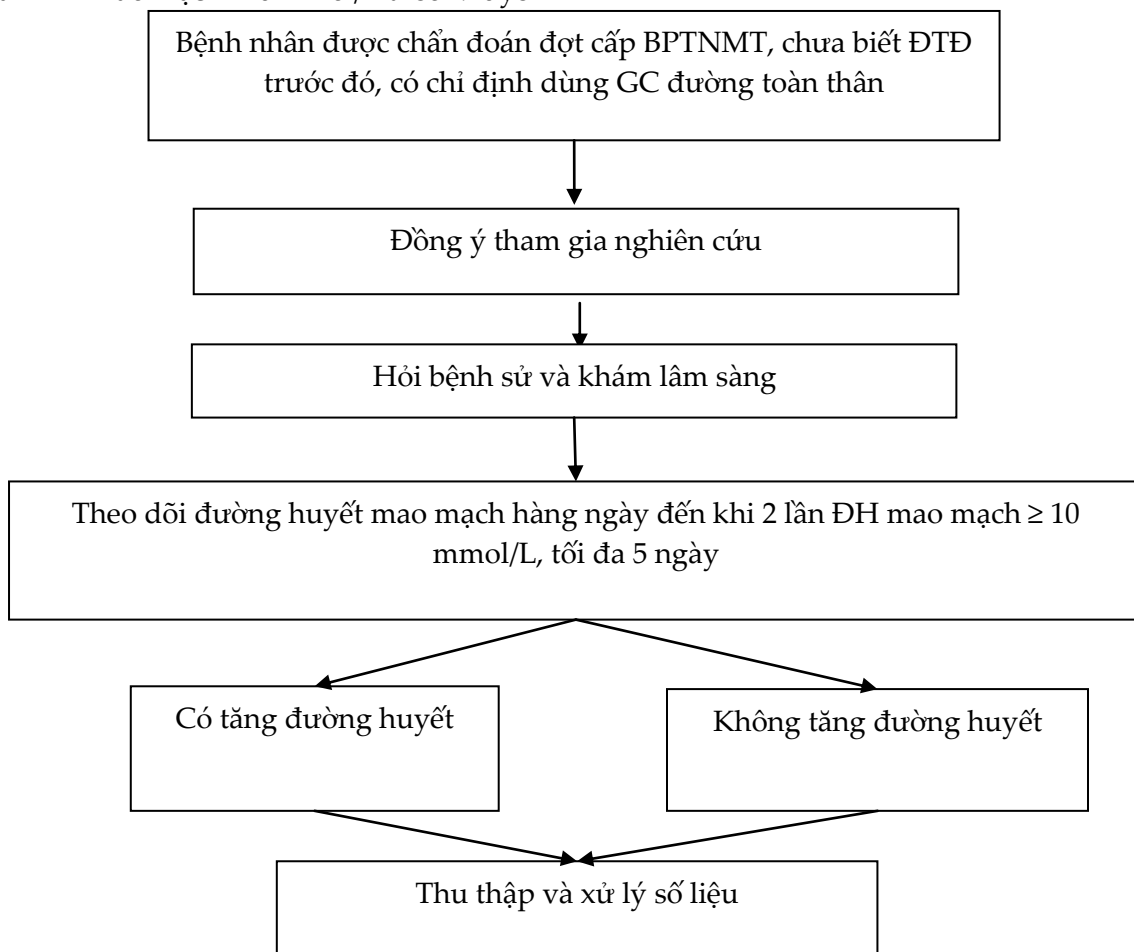 Bệnh nhân được chẩn đoán đợt cấp BPTNMT, chưa biết ĐTĐ
trước đó, có chỉ định dùng GC đường toàn thân
Đồng ý tham gia nghiên cứu
Hỏi bệnh sử và khám lâm sàng
Theo dõi đường huyết mao mạch hàng ngày đến khi 2 lần ĐH mao mạch ≥ 10
mmol/L, tối đa 5 ngày
Có tăng đường huyết
Không tăng đường huyết
Thu thập và xử lý số liệu